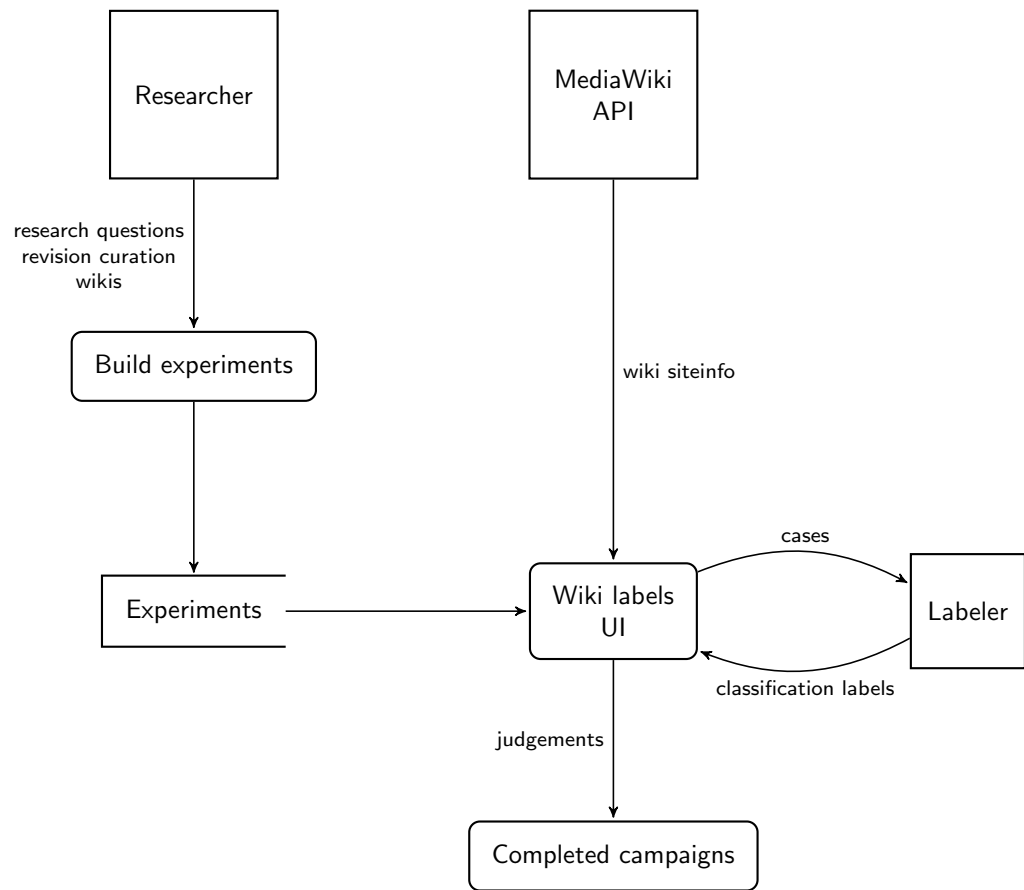 Researcher
MediaWiki
API
research questions
revision curation
wikis
Build experiments
wiki siteinfo
cases
Experiments
Wiki labels
UI
Labeler
classification labels
judgements
Completed campaigns